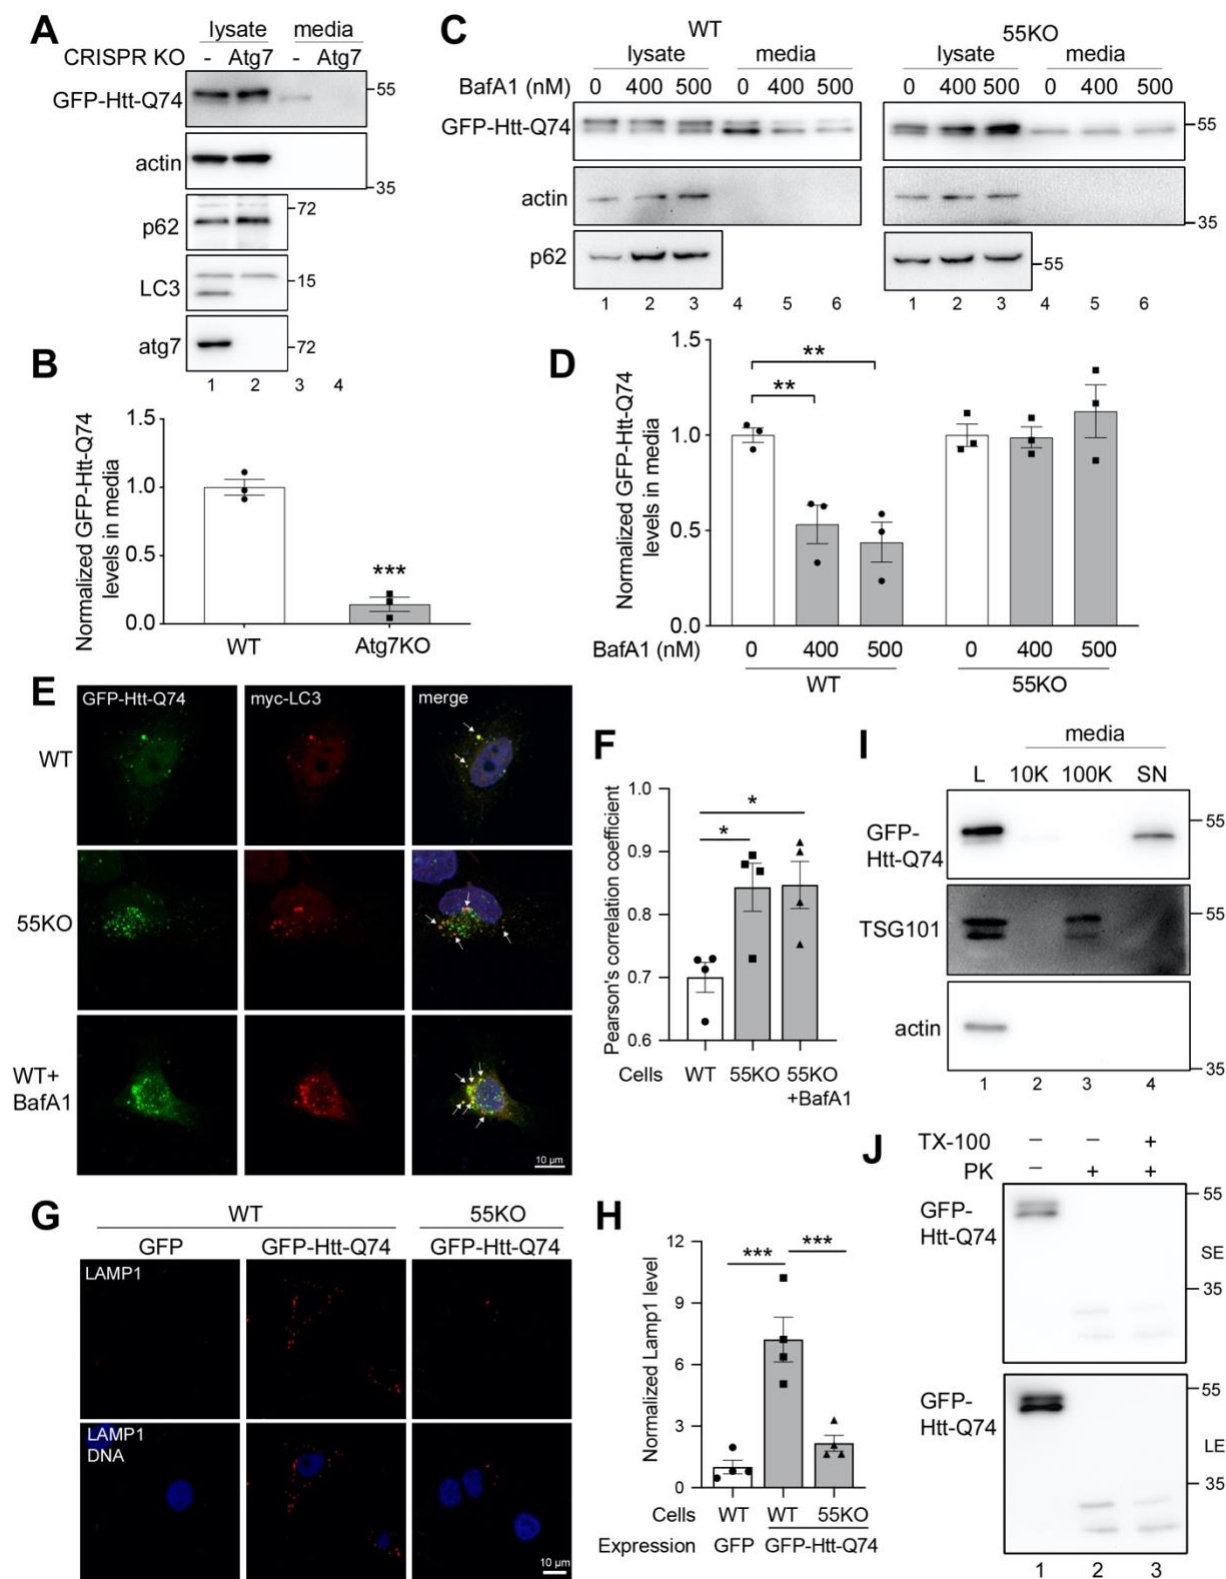 A
lysate media
CRISPR KO - Atg7 - Atg7
GFP-Htt-Q74
55
actin
35
p62
72
LC3
15
atg7
72
1 2 3 4
B
Normalized GFP-Htt-Q74
levels in media
1.5
1.0
0.5
0.0
***
WT Atg7KO
C
WT 55KO
lysate media lysate media
BafA1 (nM) 0 400 500 0 400 500 0 400 500 0 400 500
GFP-Htt-Q74
55
actin
35
p62
55
1 2 3 4 5 6 1 2 3 4 5 6
D
Normalized GFP-Htt-Q74
levels in media
1.5
1.0
0.5
0.0
**
**
BafA1 (nM) 0 400 500 0 400 500
WT 55KO
E
GFP-Htt-Q74 myc-LC3 merge
WT
55KO
WT+
BafA1
10 µm
F
Pearson's correlation coefficient
1.0
0.9
0.8
0.7
0.6
*
*
Cells WT 55KO 55KO
+BafA1
G
WT 55KO
GFP GFP-Htt-Q74 GFP-Htt-Q74
LAMP1
LAMP1
DNA
10 µm
H
Normalized Lamp1 level
12
9
6
3
0
*** ***
Cells WT WT 55KO
Expression GFP GFP-Htt-Q74
I
media
L 10K 100K SN
GFP-
Htt-Q74
55
TSG101
55
actin
35
1 2 3 4
J
TX-100 − − +
PK − + +
GFP-
Htt-Q74
55
SE
35
GFP-
Htt-Q74
55
LE
35
1 2 3